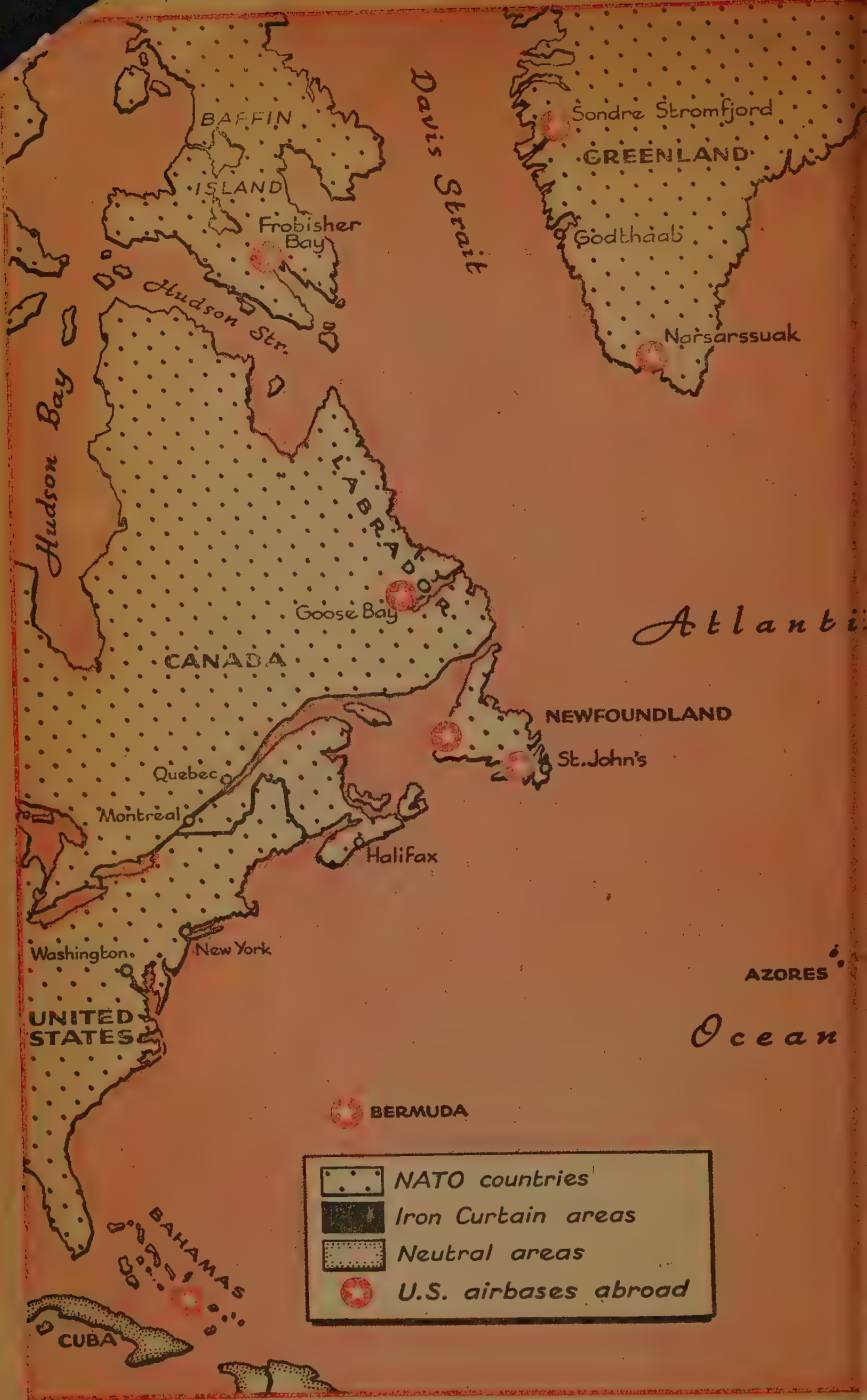 Davis Strait
Sondre Stromfjord
GREENLAND
BAFFIN
ISLAND
Frobisher
Bay
Godthaab
Hudson Str.
Narsarssuak
Hudson Bay
LABRADOR
Goose Bay
Atlanti
CANADA
NEWFOUNDLAND
St. John's
Quebec
Montreal
Halifax
Washington
New York
AZORES
UNITED
STATES
Ocean
BERMUDA
NATO countries
Iron Curtain areas
Neutral areas
U.S. airbases abroad
BAHAMAS
CUBA